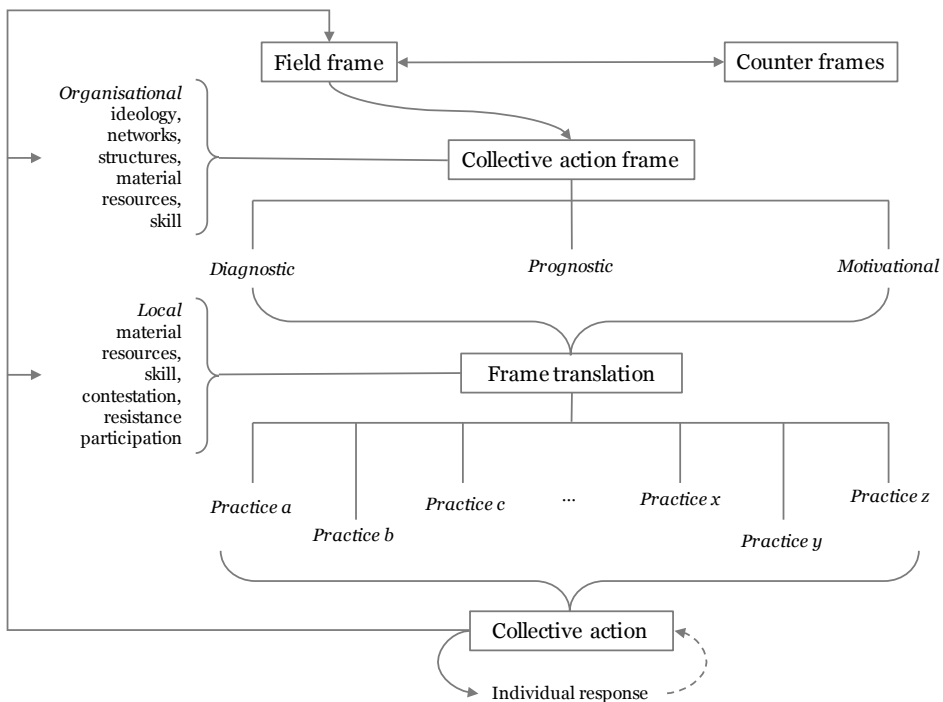 Field frame
Counter frames
Organisational
ideology,
networks,
structures,
material
resources,
skill
Collective action frame
Diagnostic
Prognostic
Motivational
Local
material
resources,
skill,
contestation,
resistance
participation
Frame translation
Practice a
Practice b
Practice c
...
Practice x
Practice y
Practice z
Collective action
Individual response